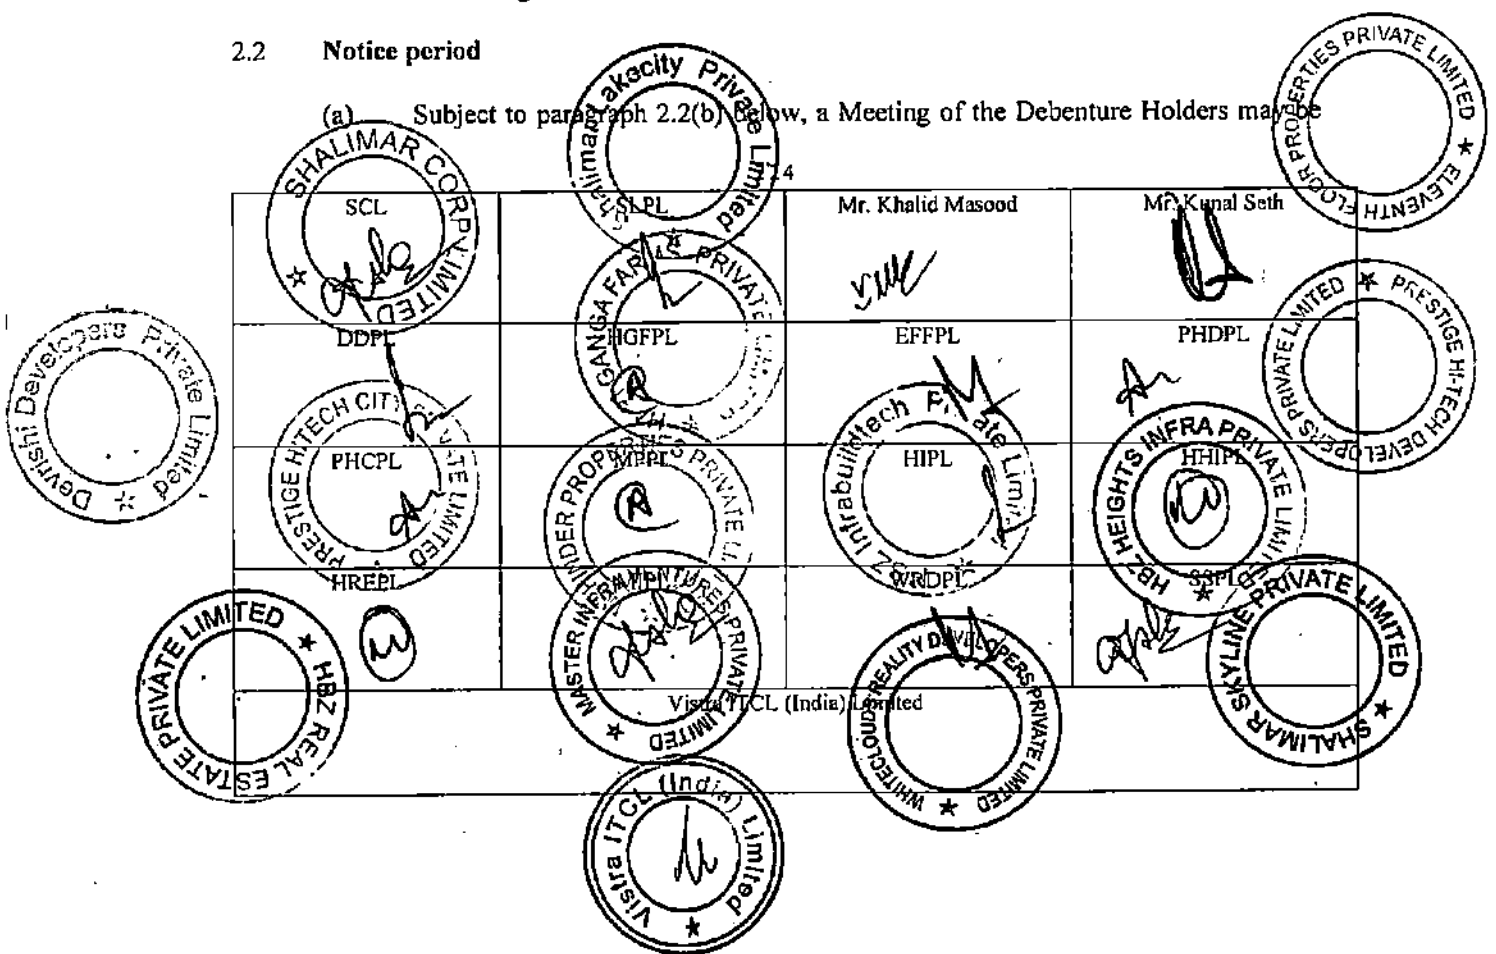 2.2 Notice period
(a) Subject to paragraph 2.2(b) below, a Meeting of the Debenture Holders may be
SCL
SLPL
Mr. Khalid Masood
Mr. Kunal Seth
DDPL
HGFPL
EFFPL
PHDPL
PHCPL
MPPL
HIPL
HHIPL
HREPL
MIPL
WRDPL
SSPL
Vistra ITCL (India) Limited
SHALIMAR CORP LIMITED
Shalimar Lakecity Private Limited
ELEVENTH FLOOR PROPERTIES PRIVATE LIMITED
Devrishi Developers Private Limited
GANGA FARMS PRIVATE
PRESTIGE HI-TECH DEVELOPERS PRIVATE LIMITED
PRESTIGE HITECH CITY PRIVATE LIMITED
PROPERTIES PRIVATE
Infrabuildtech Private Limited
HBZ HEIGHTS INFRA PRIVATE LIMITED
HBZ REAL ESTATE PRIVATE LIMITED
MASTER INFRAVENTURES PRIVATE LIMITED
WHITECLOUDS REALITY DEVELOPERS PRIVATE LIMITED
SHALIMAR SKYLINE PRIVATE LIMITED
Vistra ITCL (India) Limited